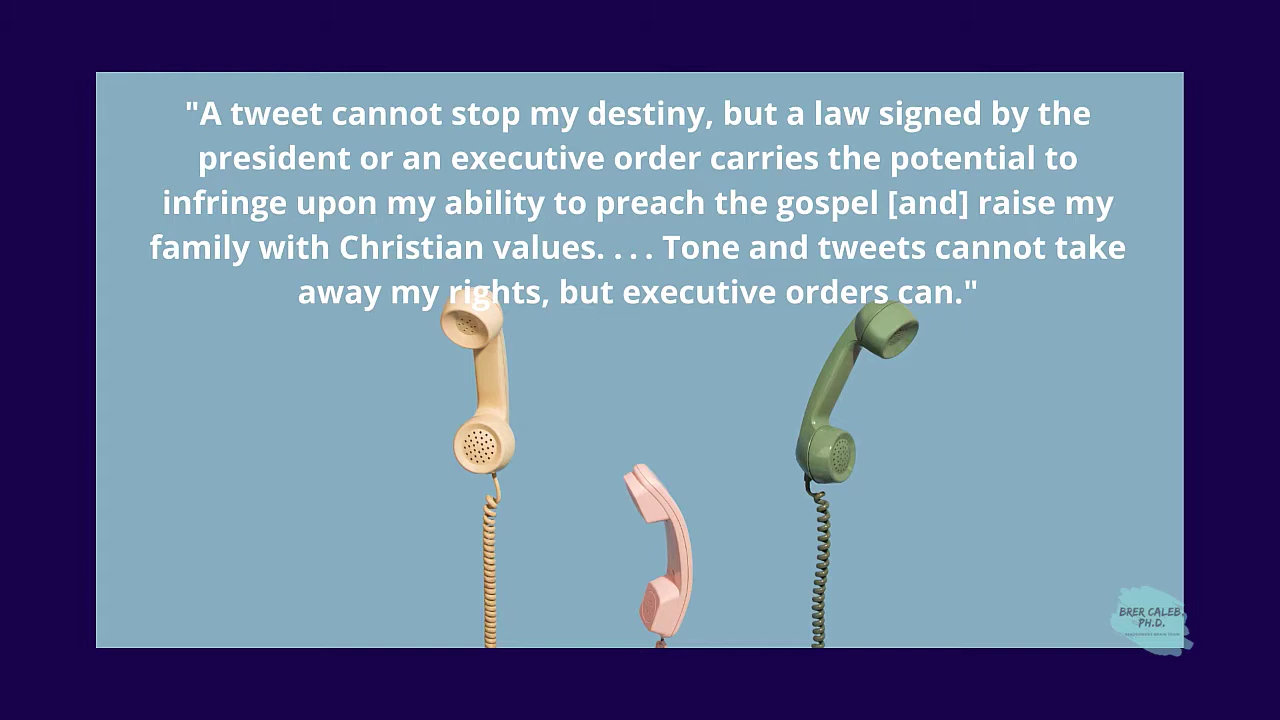 "A tweet cannot stop my destiny, but a law signed by the
president or an executive order carries the potential to
infringe upon my ability to preach the gospel [and] raise my
family with Christian values. . . . Tone and tweets cannot take
away my rights, but executive orders can."
BRER CALEB,
PH.D.